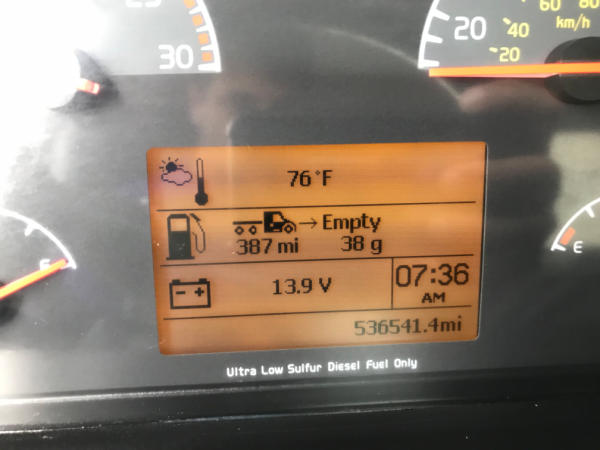 30
20
60
80
km/h
40
20
76°F
→ Empty
387 mi 38 g
E
- +
13.9 V
07:36
AM
536541.4mi
Ultra Low Sulfur Diesel Fuel Only